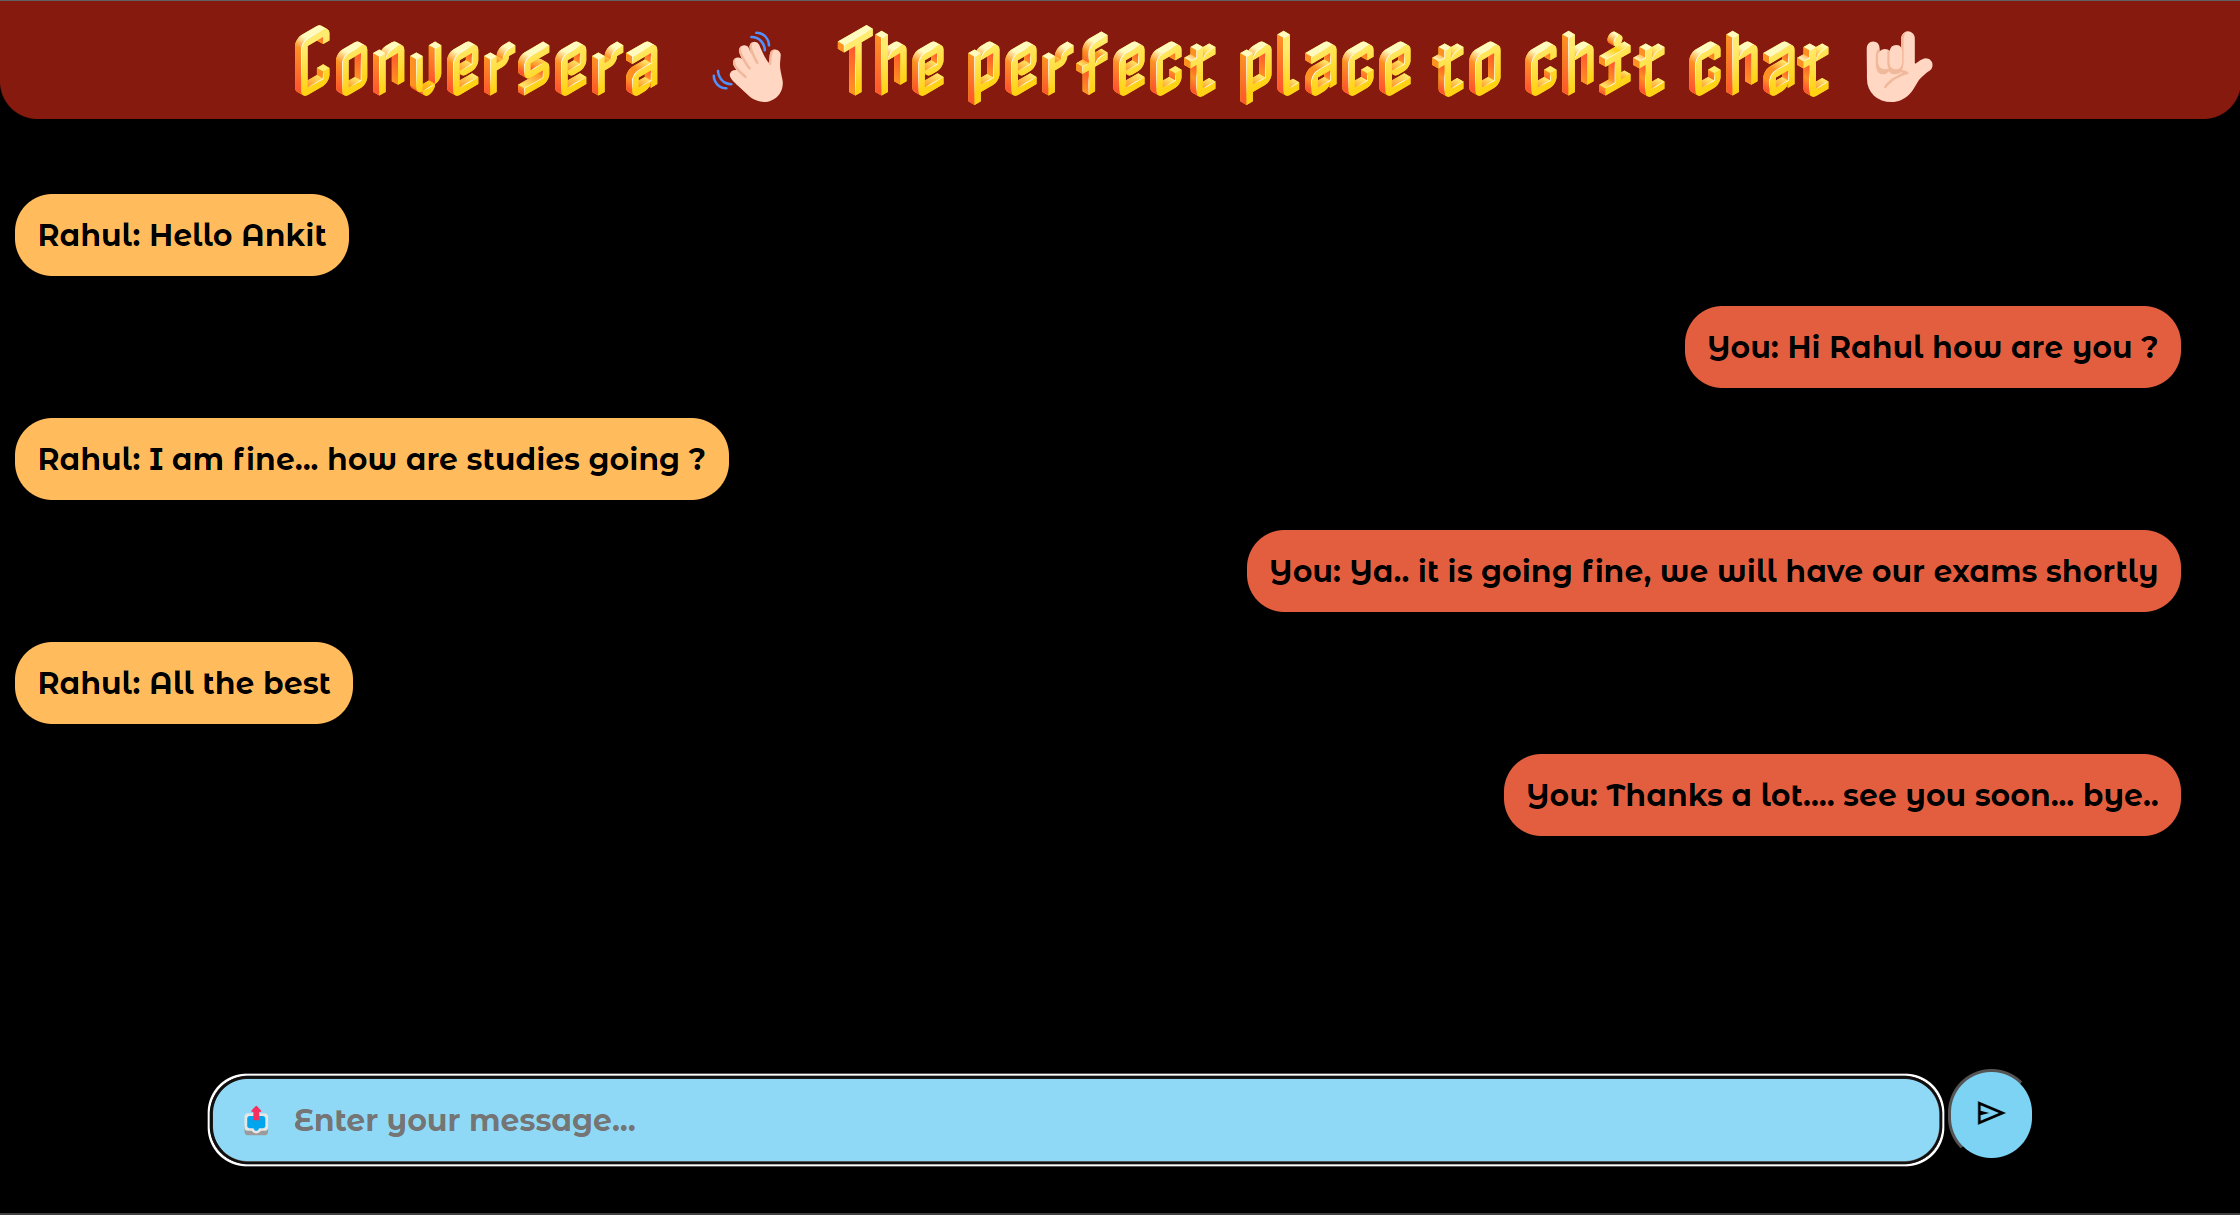 Conversera 👋🏻 The perfect place to chit chat 🤟🏻
Rahul: Hello Ankit
You: Hi Rahul how are you ?
Rahul: I am fine... how are studies going ?
You: Ya.. it is going fine, we will have our exams shortly
Rahul: All the best
You: Thanks a lot.... see you soon... bye..
📤 Enter your message...